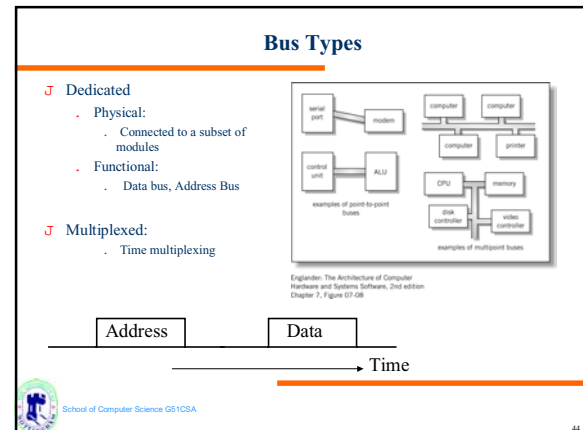 Bus Types
J Dedicated
. Physical:
. Connected to a subset of
modules
. Functional:
. Data bus, Address Bus
J Multiplexed:
. Time multiplexing
serial
port
modem
control
unit
ALU
examples of point-to-point
buses
computer
computer
computer
printer
CPU
memory
disk
controller
video
controller
examples of multipoint buses
Englander: The Architecture of Computer
Hardware and Systems Software, 2nd edition
Chapter 7, Figure 07-08
Address
Data
Time
School of Computer Science G51CSA
44